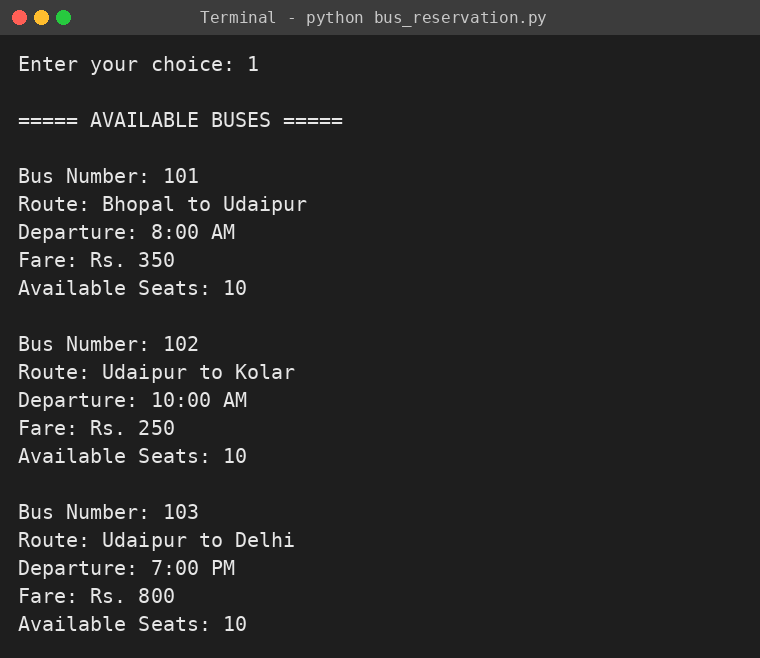 Terminal - python bus_reservation.py
Enter your choice: 1
===== AVAILABLE BUSES =====
Bus Number: 101
Route: Bhopal to Udaipur
Departure: 8:00 AM
Fare: Rs. 350
Available Seats: 10
Bus Number: 102
Route: Udaipur to Kolar
Departure: 10:00 AM
Fare: Rs. 250
Available Seats: 10
Bus Number: 103
Route: Udaipur to Delhi
Departure: 7:00 PM
Fare: Rs. 800
Available Seats: 10